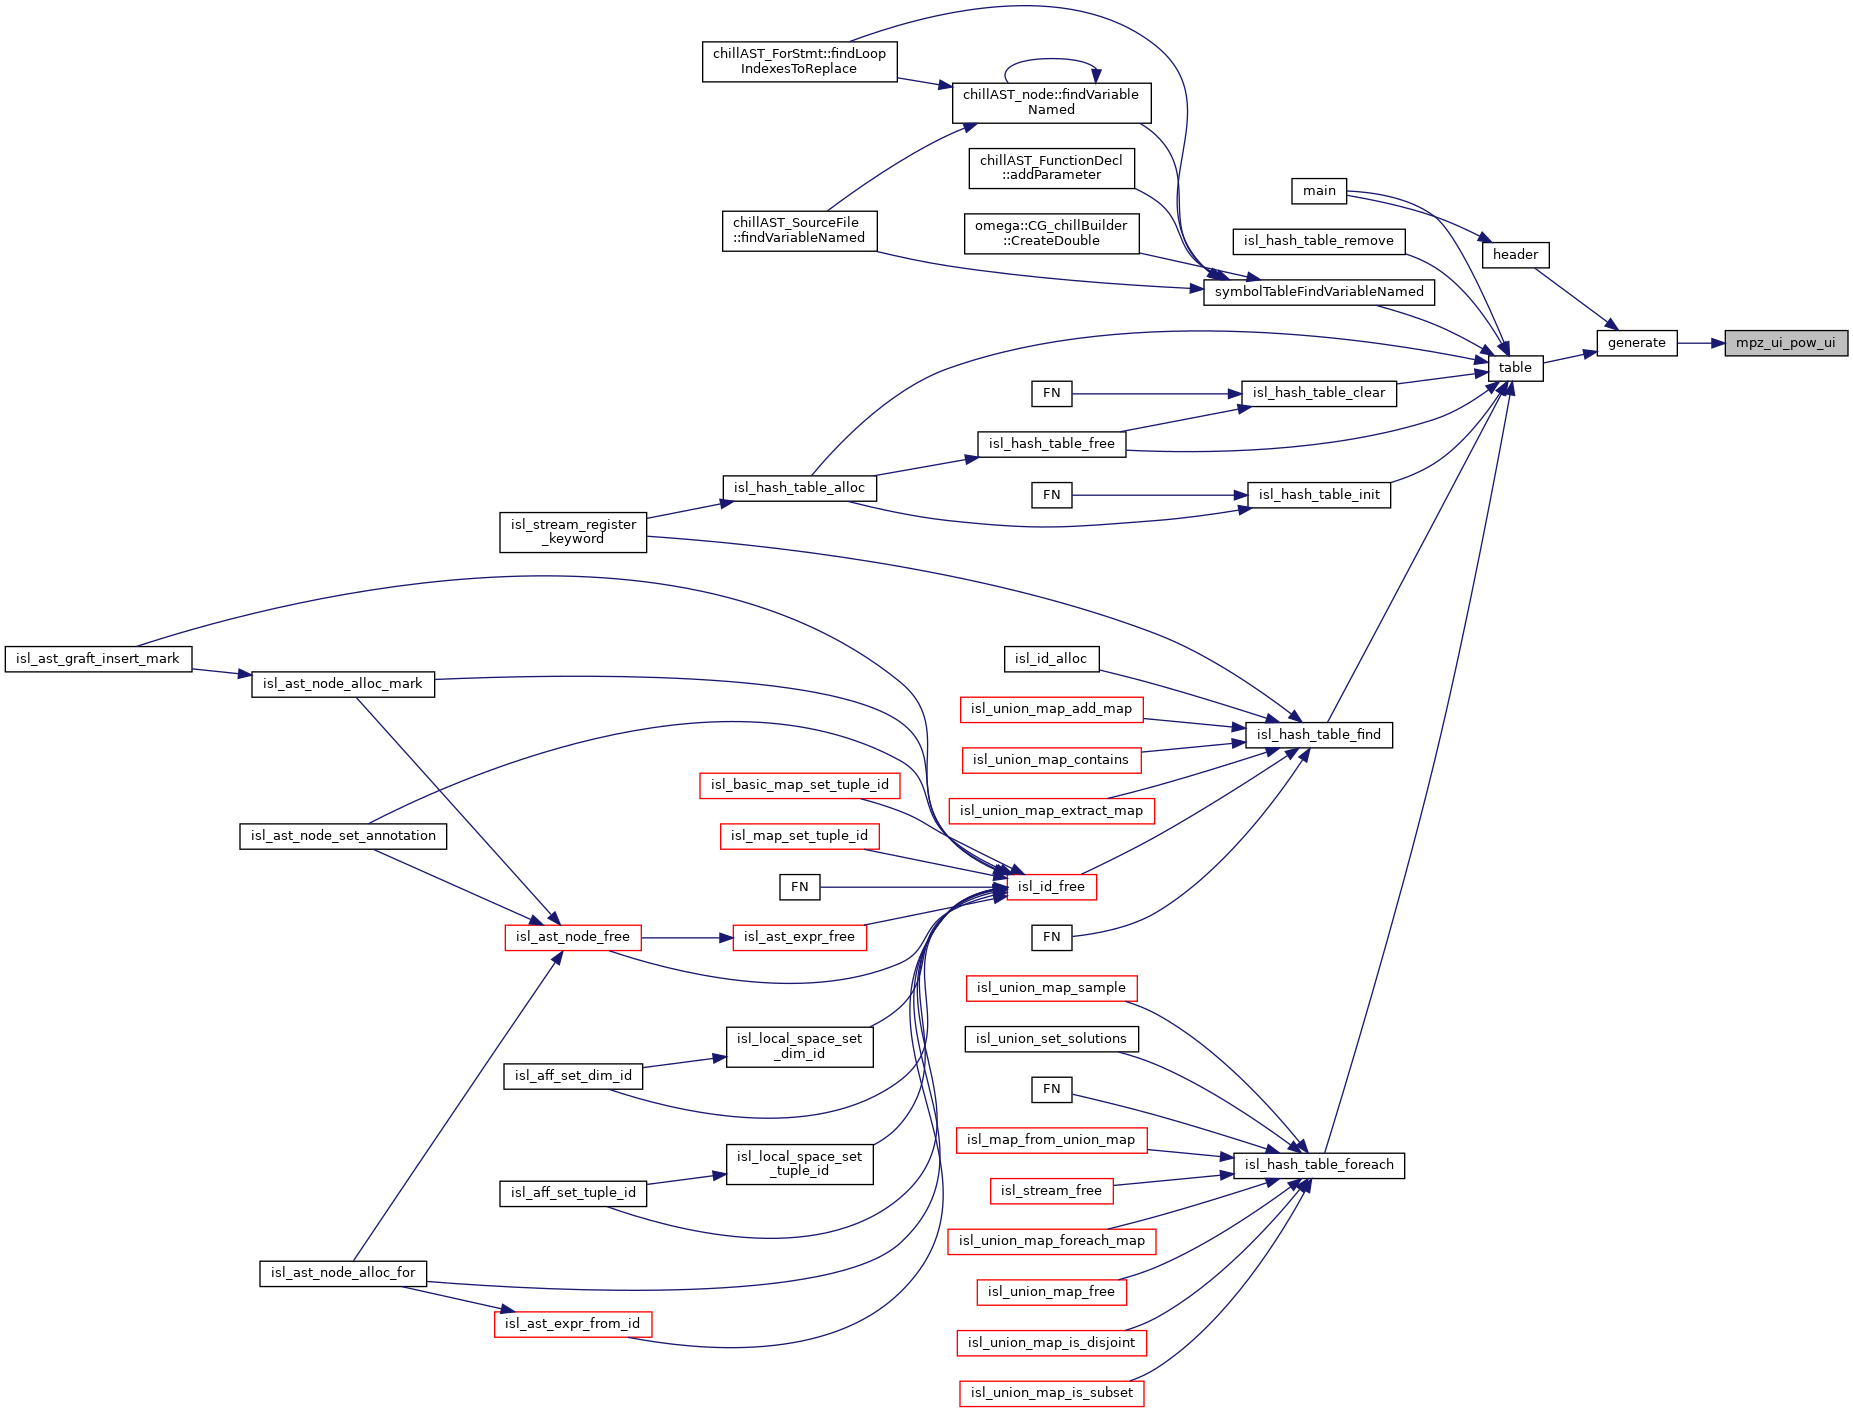 chillAST_ForStmt::findLoop
IndexesToReplace
chillAST_node::findVariable
Named
chillAST_FunctionDecl
::addParameter
main
chillAST_SourceFile
::findVariableNamed
omega::CG_chillBuilder
::CreateDouble
isl_hash_table_remove
header
symbolTableFindVariableNamed
generate
mpz_ui_pow_ui
table
FN
isl_hash_table_clear
isl_hash_table_free
isl_hash_table_alloc
FN
isl_hash_table_init
isl_stream_register
_keyword
isl_ast_graft_insert_mark
isl_id_alloc
isl_ast_node_alloc_mark
isl_union_map_add_map
isl_hash_table_find
isl_union_map_contains
isl_basic_map_set_tuple_id
isl_union_map_extract_map
isl_ast_node_set_annotation
isl_map_set_tuple_id
FN
isl_id_free
isl_ast_node_free
isl_ast_expr_free
FN
isl_union_map_sample
isl_local_space_set
_dim_id
isl_union_set_solutions
isl_aff_set_dim_id
FN
isl_map_from_union_map
isl_local_space_set
_tuple_id
isl_hash_table_foreach
isl_aff_set_tuple_id
isl_stream_free
isl_union_map_foreach_map
isl_ast_node_alloc_for
isl_union_map_free
isl_ast_expr_from_id
isl_union_map_is_disjoint
isl_union_map_is_subset